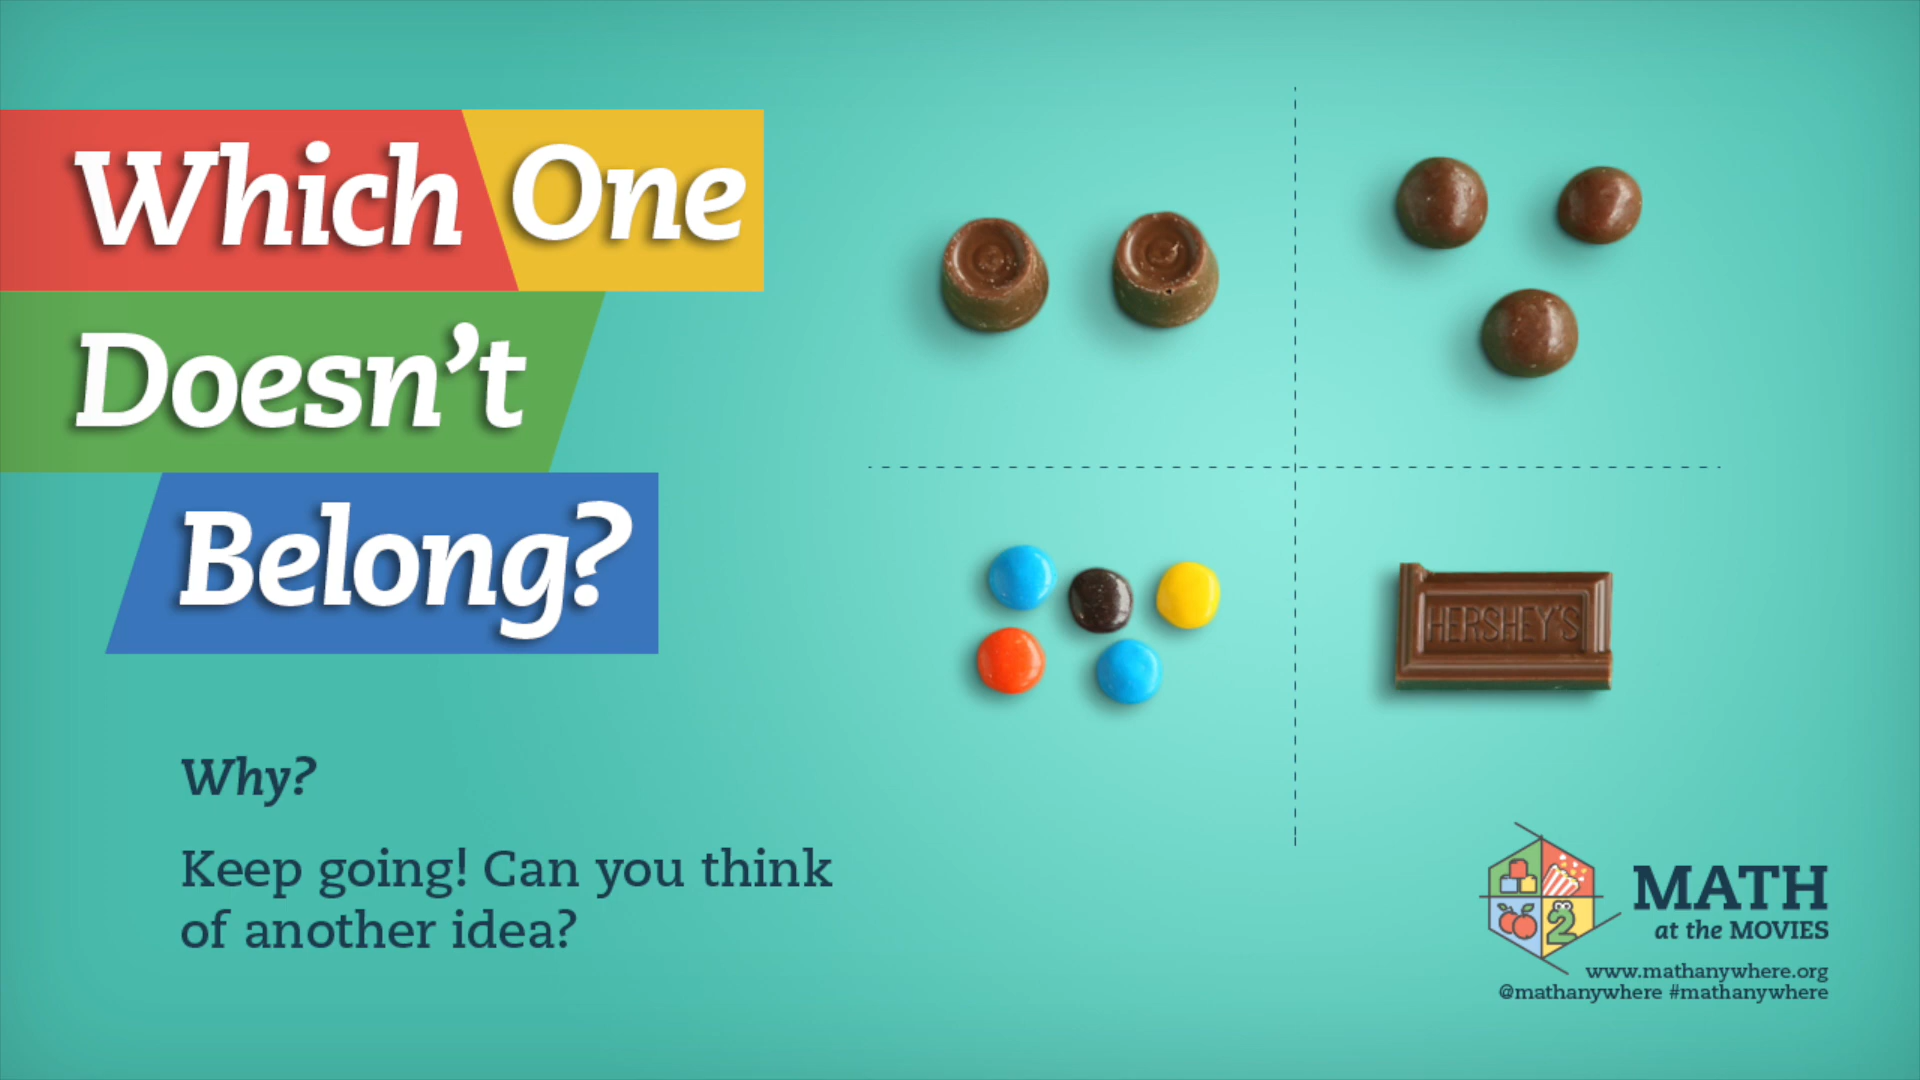 Which One
Doesn't
Belong?
Why?
Keep going! Can you think
of another idea?
HERSHEY'S
MATH
at the MOVIES
www.mathanywhere.org
@mathanywhere #mathanywhere